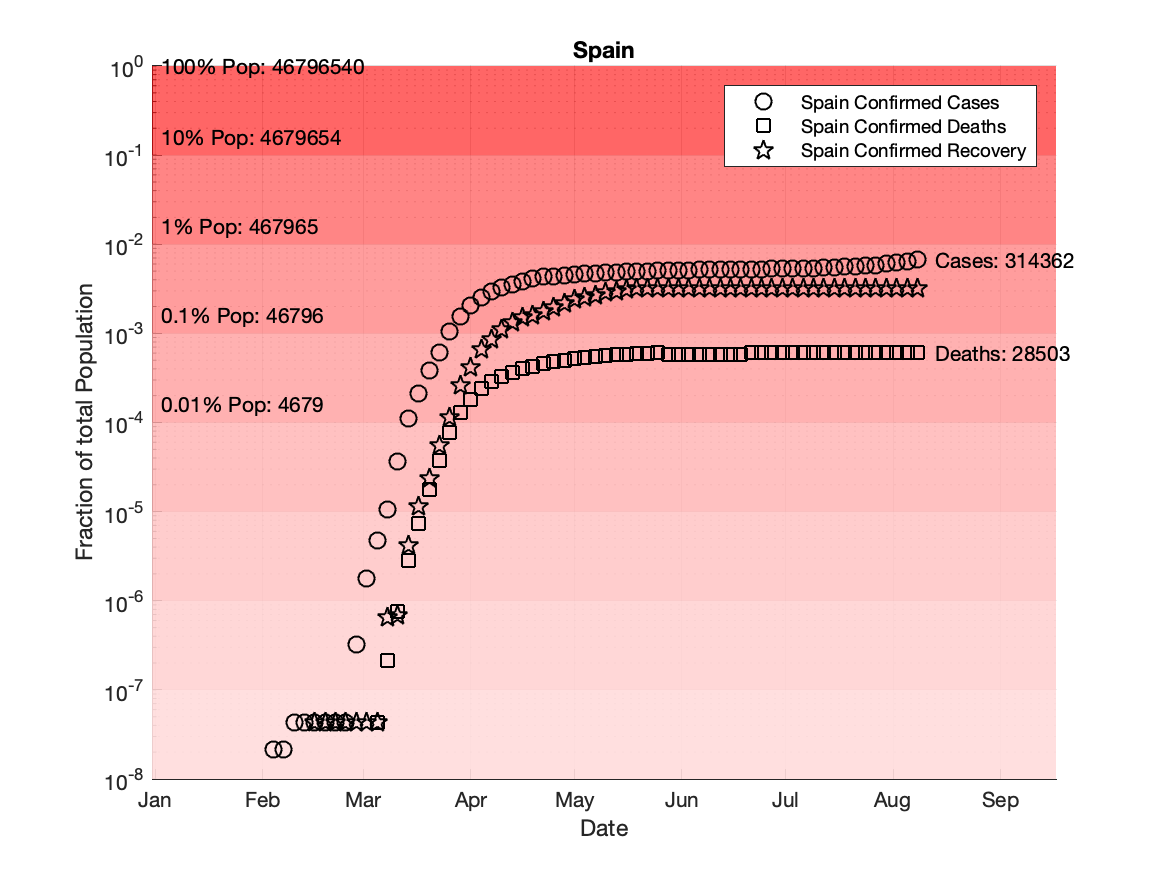 Spain
10^0
100% Pop: 46796540
Spain Confirmed Cases
Spain Confirmed Deaths
Spain Confirmed Recovery
10% Pop: 4679654
10^-1
1% Pop: 467965
10^-2
Cases: 314362
0.1% Pop: 46796
10^-3
Deaths: 28503
0.01% Pop: 4679
10^-4
10^-5
10^-6
10^-7
10^-8
Fraction of total Population
Jan Feb Mar Apr May Jun Jul Aug Sep
Date